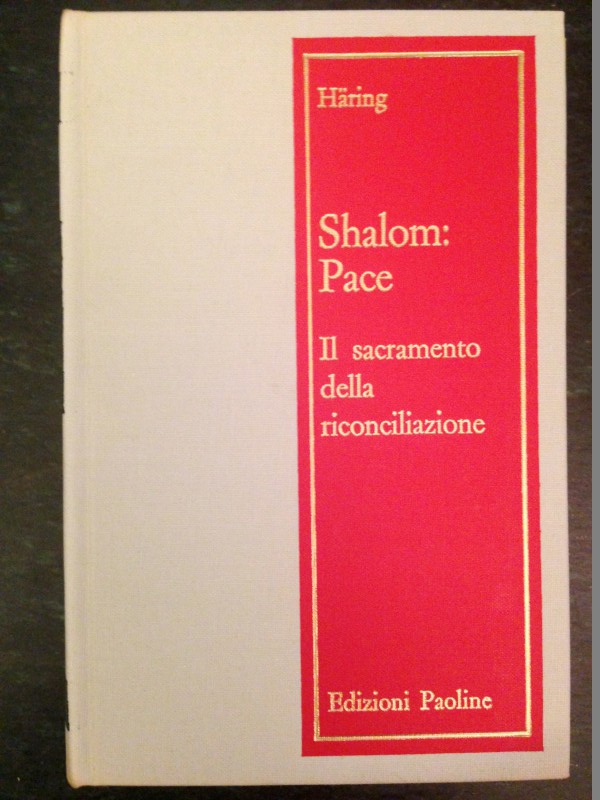 Häring
Shalom:
Pace
Il sacramento
della
riconciliazione
Edizioni Paoline